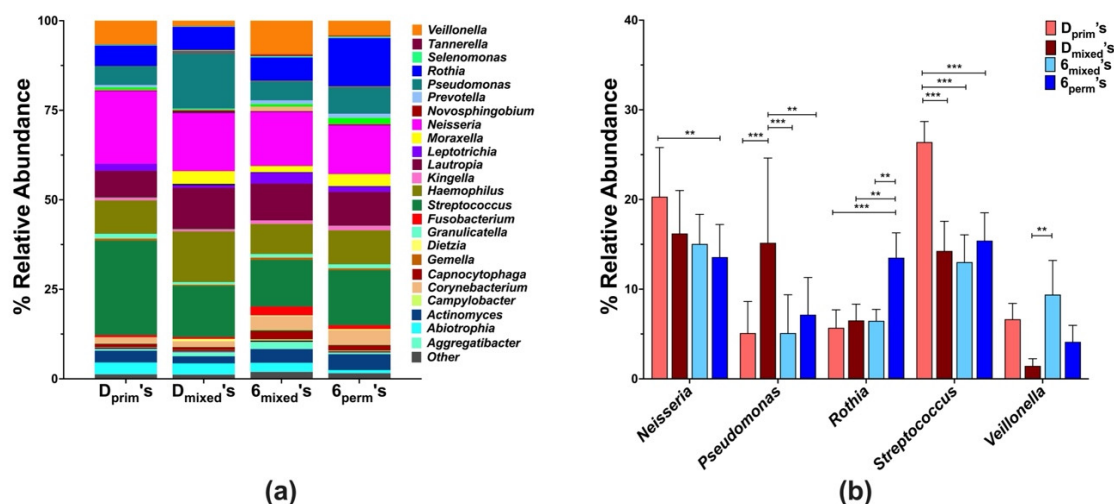 % Relative Abundance
100
75
50
25
0
Dprim's
Dmixed's
6mixed's
6perm's
Veillonella
Tannerella
Selenomonas
Rothia
Pseudomonas
Prevotella
Novosphingobium
Neisseria
Moraxella
Leptotrichia
Lautropia
Kingella
Haemophilus
Streptococcus
Fusobacterium
Granulicatella
Dietzia
Gemella
Capnocytophaga
Corynebacterium
Campylobacter
Actinomyces
Abiotrophia
Aggregatibacter
Other
(a)
% Relative Abundance
40
30
20
10
0
**
***
***
**
***
**
**
***
***
***
**
Dprim's
Dmixed's
6mixed's
6perm's
Neisseria
Pseudomonas
Rothia
Streptococcus
Veillonella
(b)